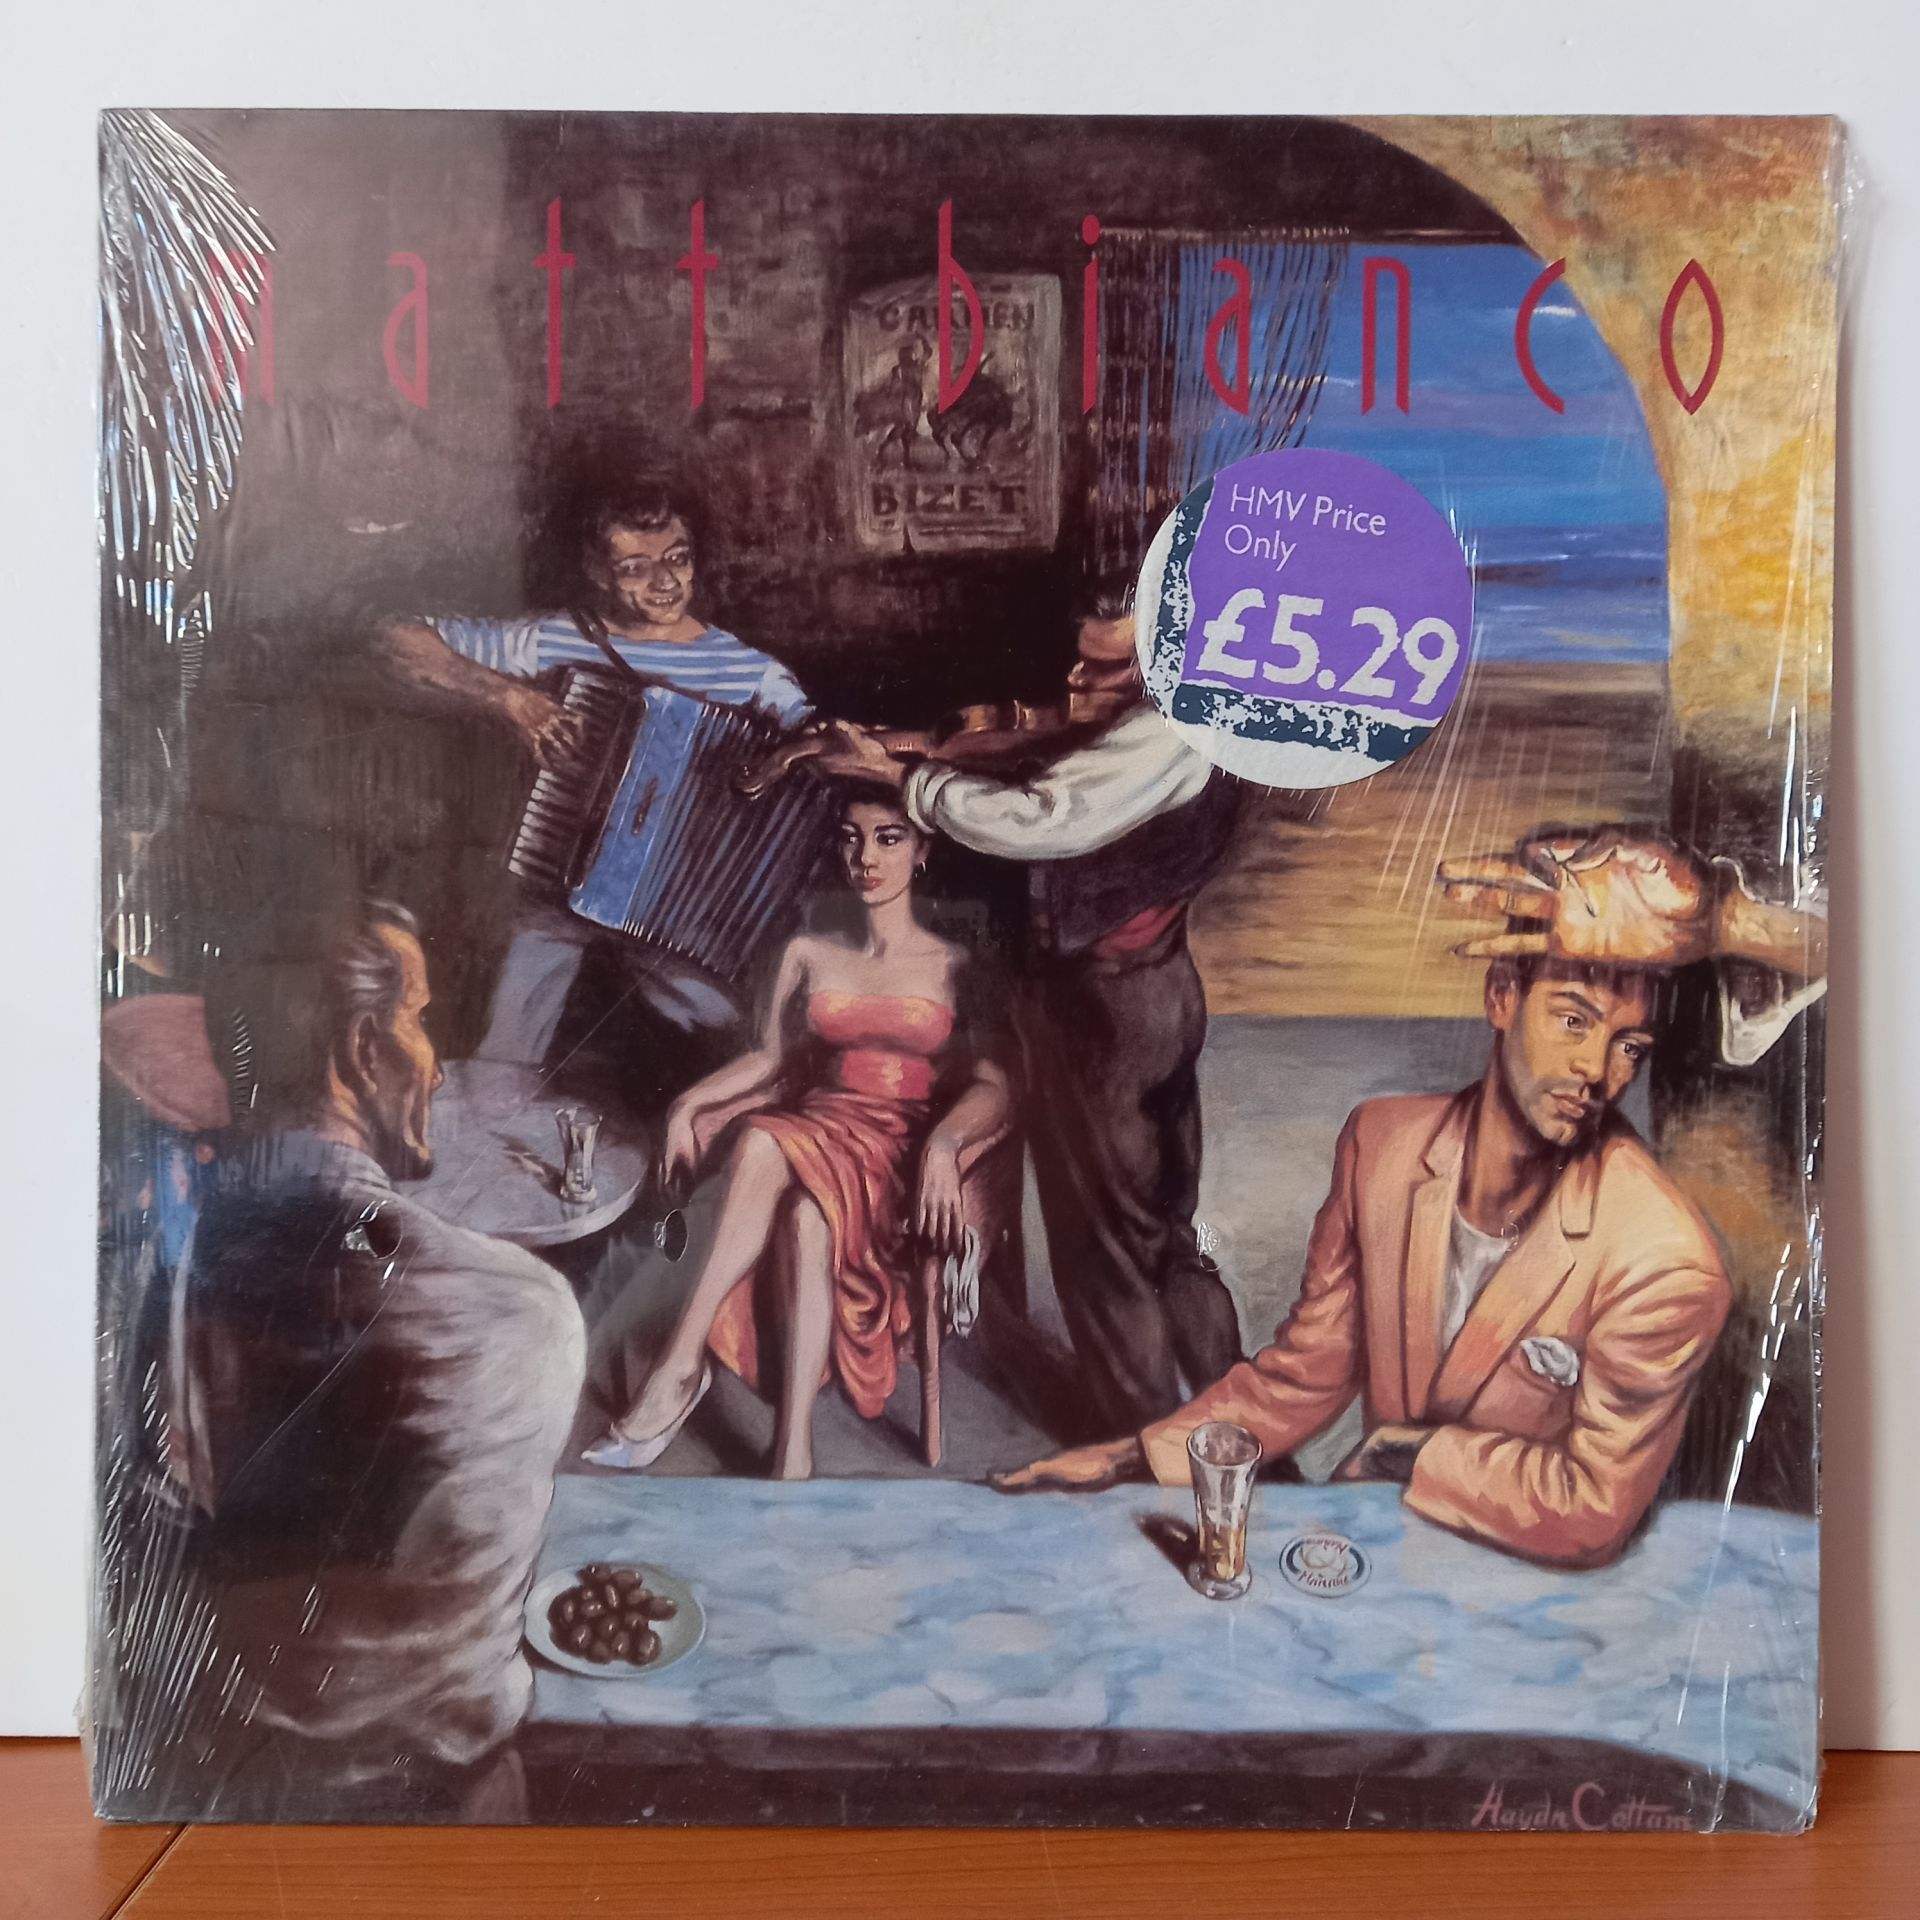 matt bianco
CARMEN
BIZET
HMV Price
Only
£5.29
Haydn Cottam